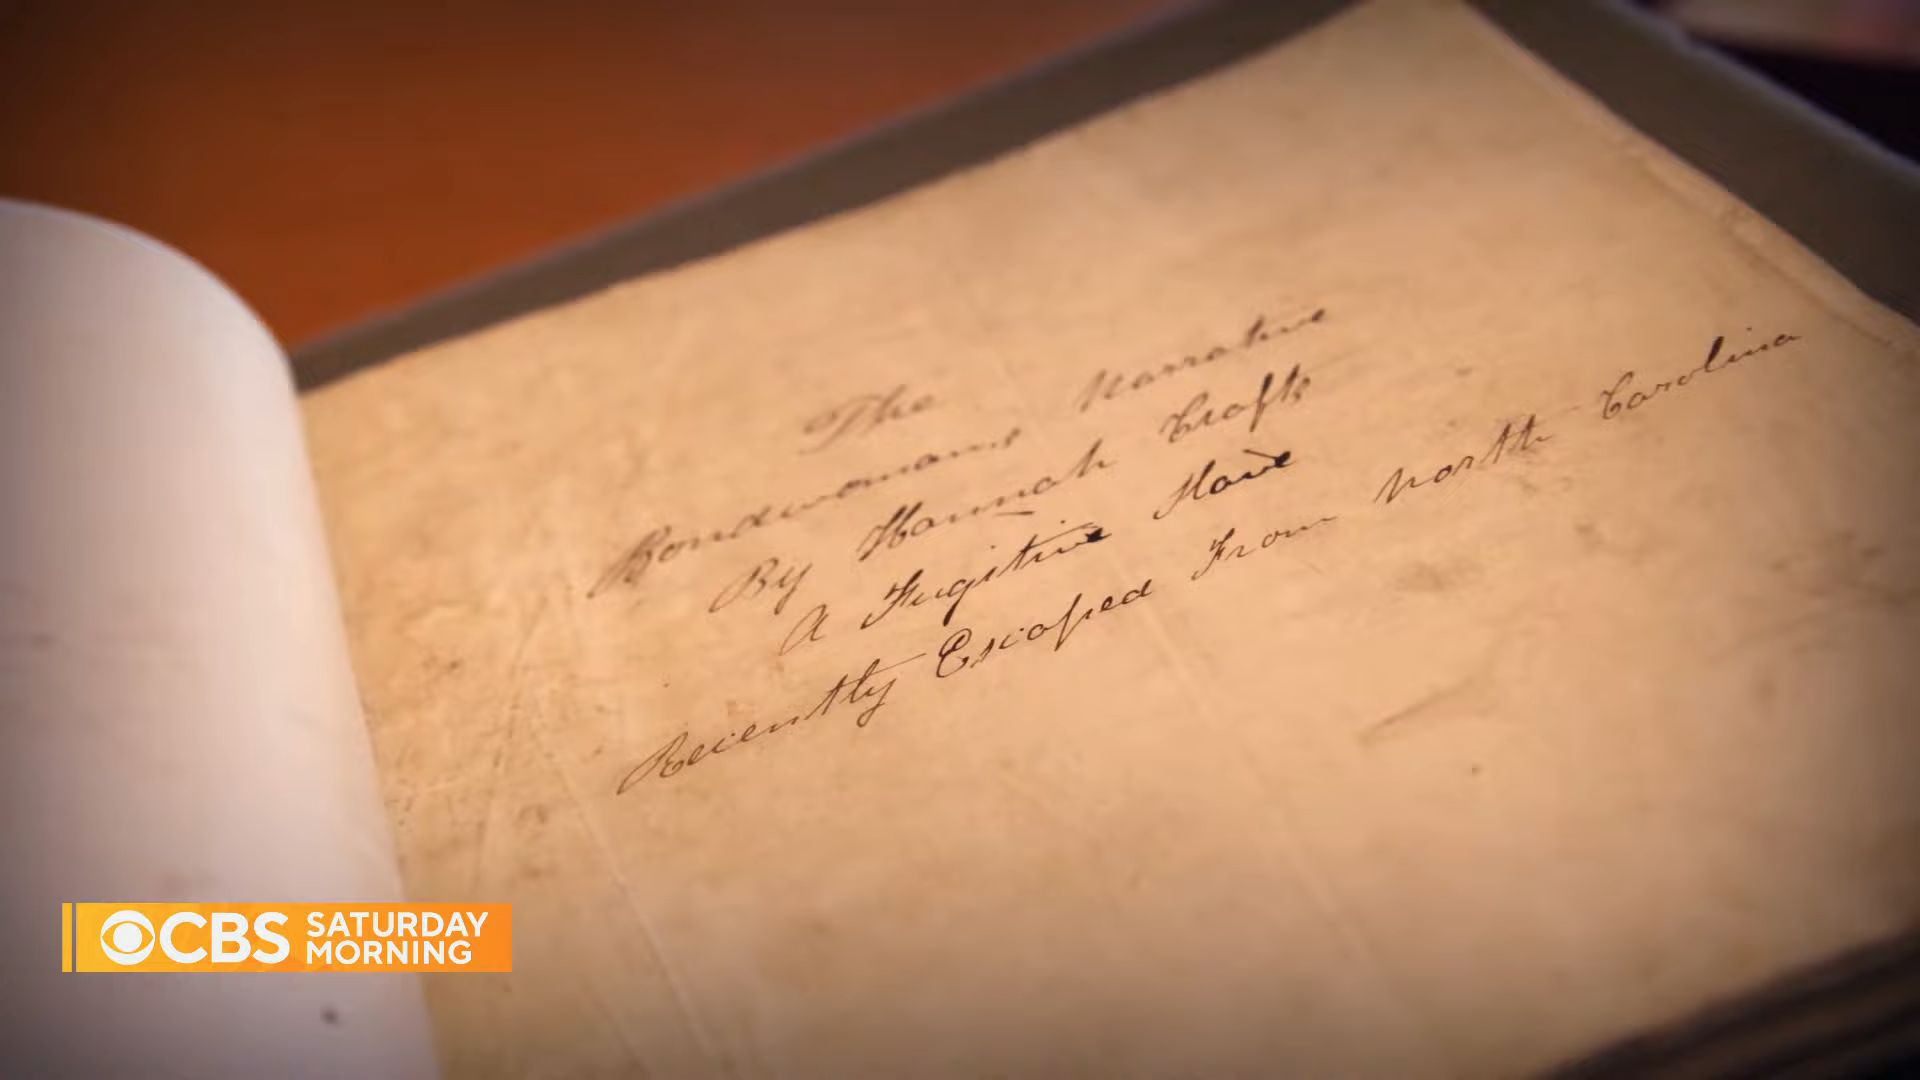 The
Bondwoman's Narrative
By Hannah Crafts
A Fugitive Slave
Recently Escaped From North Carolina
CBS SATURDAY
MORNING